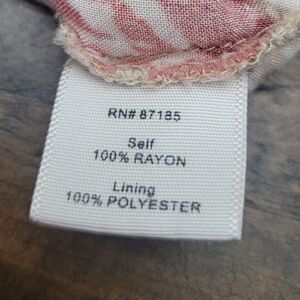 RN# 87185
Self
100% RAYON
Lining
100% POLYESTER